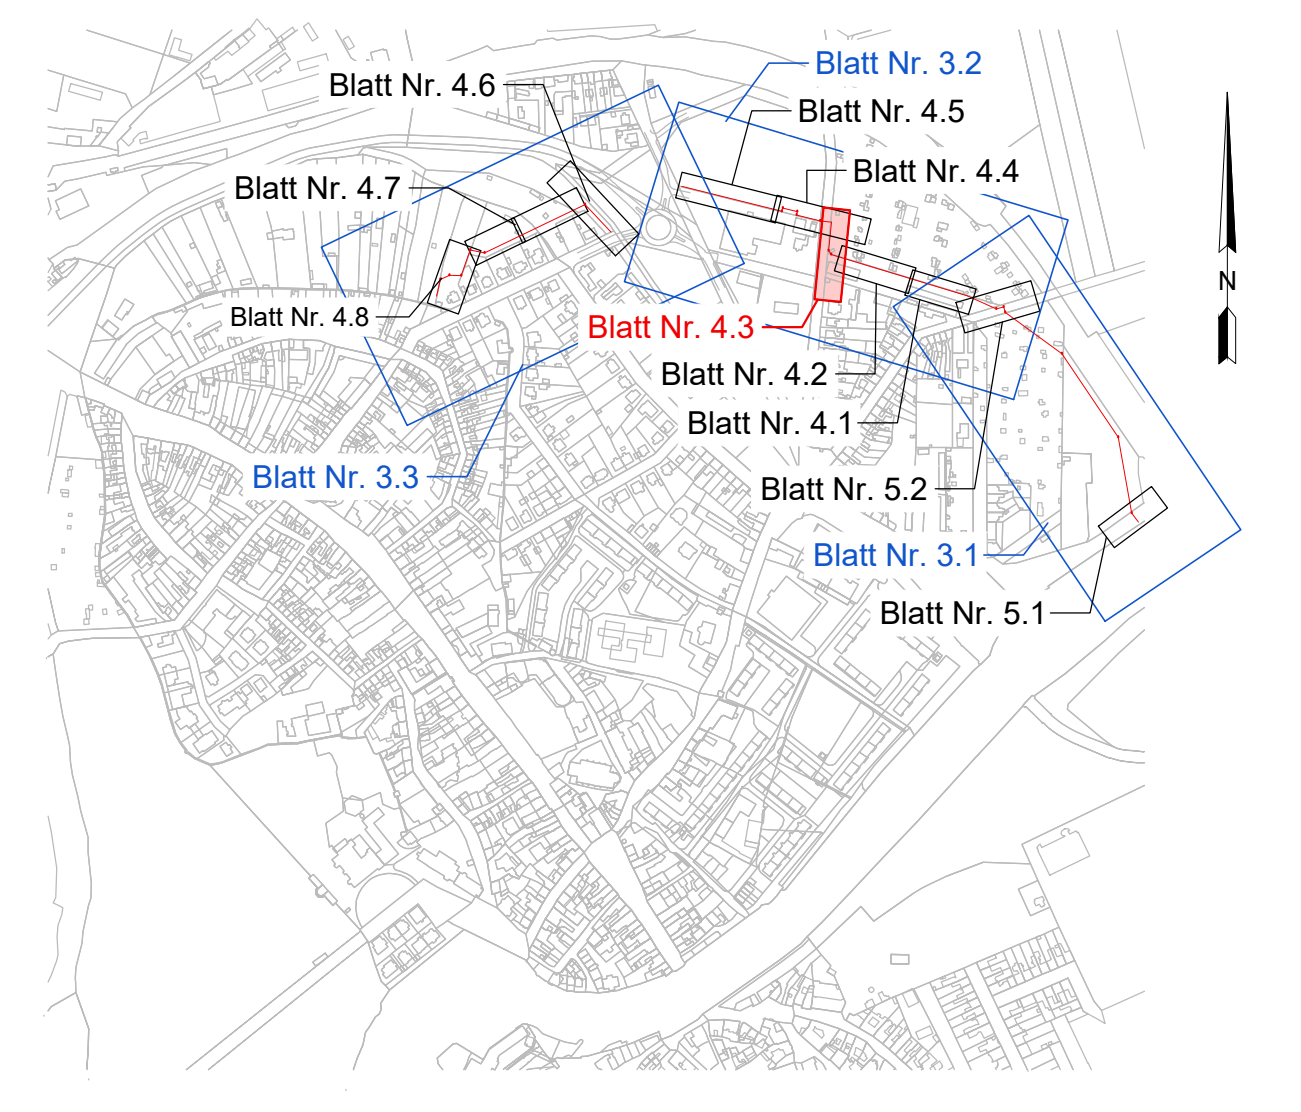 Blatt Nr. 3.2
Blatt Nr. 4.6
Blatt Nr. 4.5
Blatt Nr. 4.4
Blatt Nr. 4.7
N
Blatt Nr. 4.8
Blatt Nr. 4.3
Blatt Nr. 4.2
Blatt Nr. 4.1
Blatt Nr. 3.3
Blatt Nr. 5.2
Blatt Nr. 3.1
Blatt Nr. 5.1